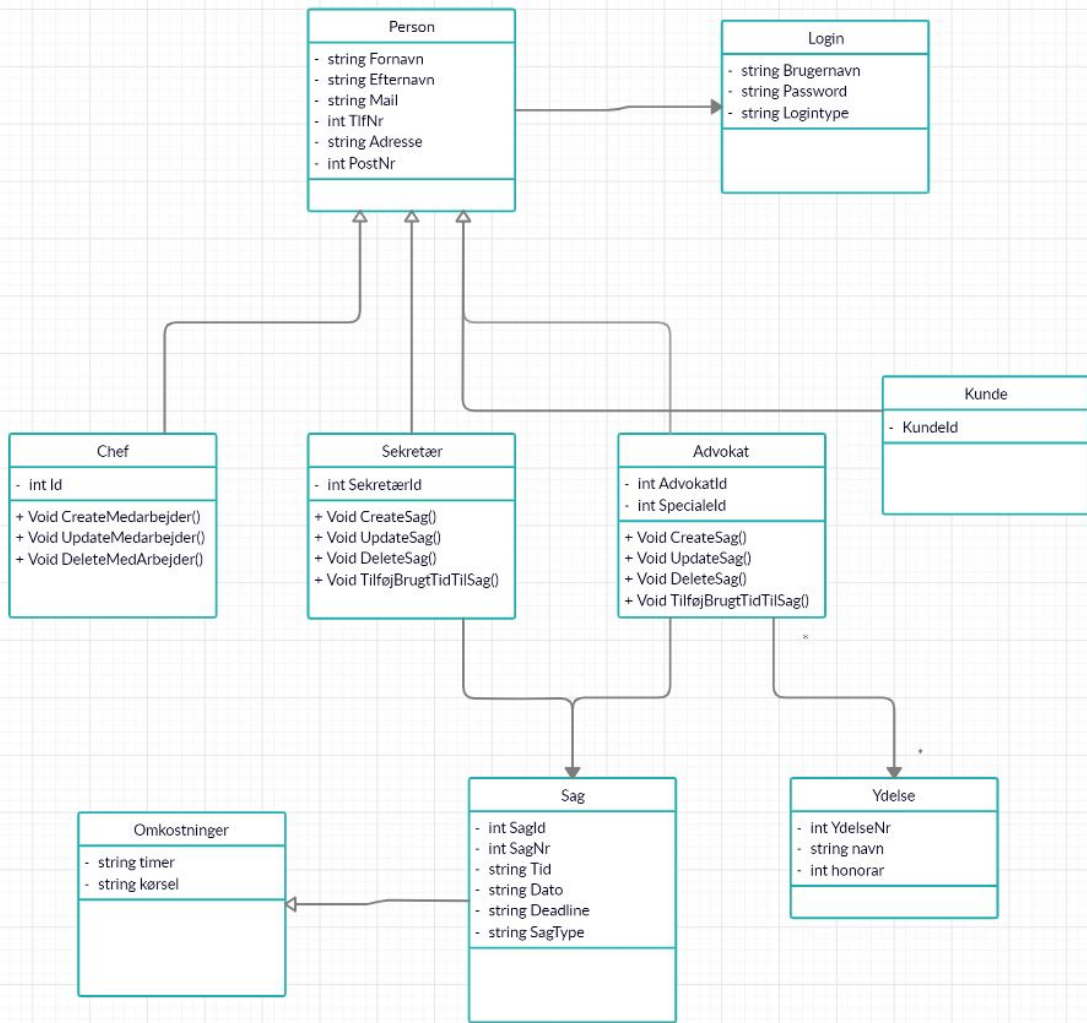 Person
- string Fornavn
- string Efternavn
- string Mail
- int TlfNr
- string Adresse
- int PostNr
Login
- string Brugernavn
- string Password
- string Logintype
Kunde
- KundeId
Chef
- int Id
+ Void CreateMedarbejder()
+ Void UpdateMedarbejder()
+ Void DeleteMedArbejder()
Sekretær
- int SekretærId
+ Void CreateSag()
+ Void UpdateSag()
+ Void DeleteSag()
+ Void TilføjBrugtTidTilSag()
Advokat
- int AdvokatId
- int SpecialeId
+ Void CreateSag()
+ Void UpdateSag()
+ Void DeleteSag()
+ Void TilføjBrugtTidTilSag()
*
*
Omkostninger
- string timer
- string kørsel
Sag
- int SagId
- int SagNr
- string Tid
- string Dato
- string Deadline
- string SagType
Ydelse
- int YdelseNr
- string navn
- int honorar